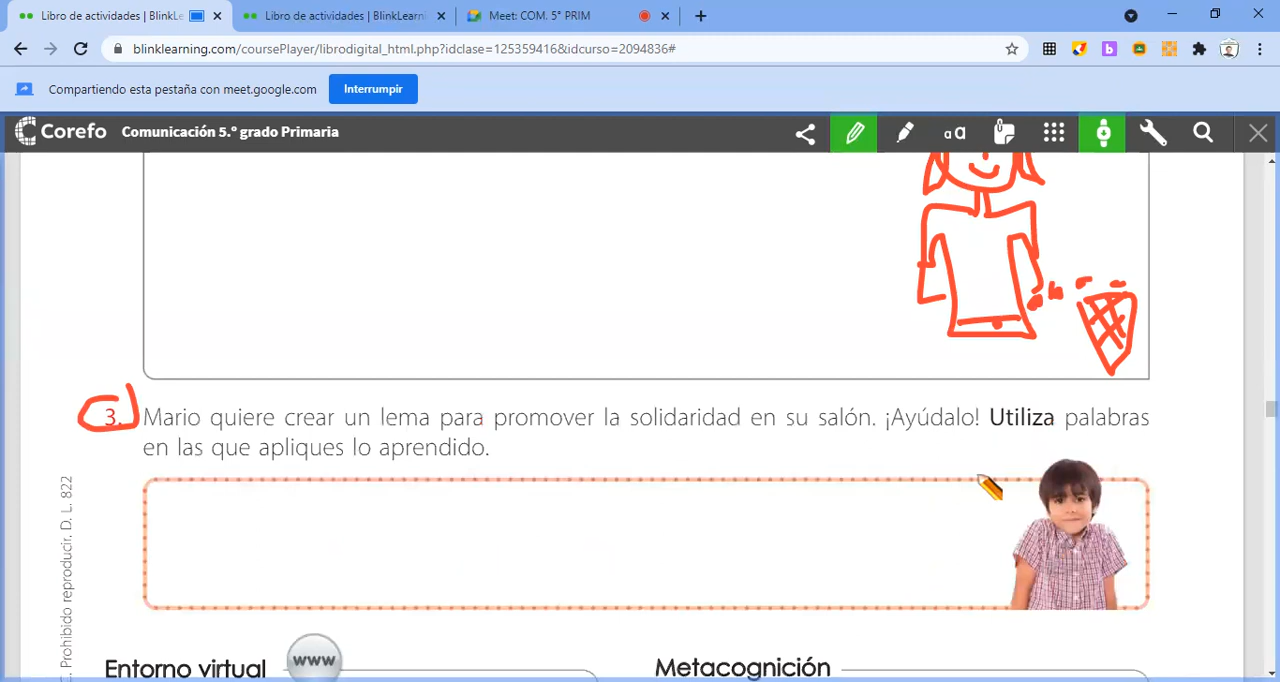 Libro de actividades | BlinkLe
Libro de actividades | BlinkLearn
Meet: COM. 5° PRIM
blinklearning.com/coursePlayer/librodigital_html.php?idclase=125359416&idcurso=2094836#
Compartiendo esta pestaña con meet.google.com
Interrumpir
Corefo
Comunicación 5.º grado Primaria
a a
3. Mario quiere crear un lema para promover la solidaridad en su salón. ¡Ayúdalo! Utiliza palabras
en las que apliques lo aprendido.
C. Prohibido reproducir. D. L. 822
Entorno virtual
www
Metacognición